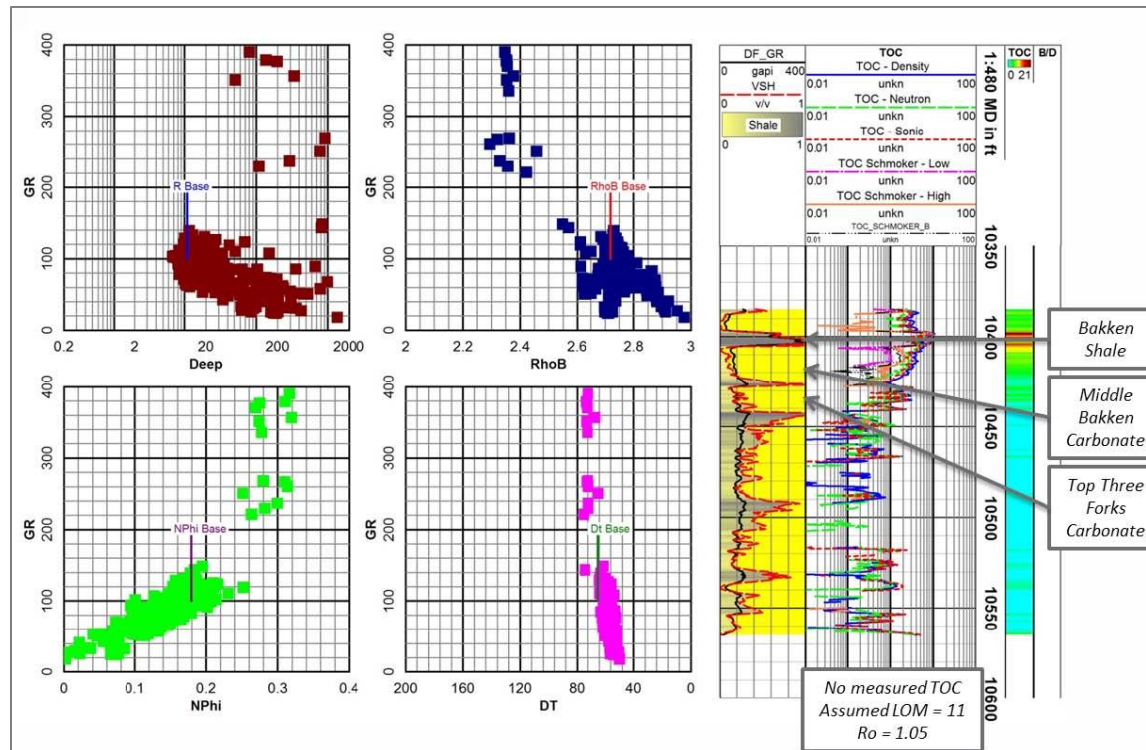 GR
400
300
200
100
0
R Base
0.2
2
20
200
2000
Deep
GR
400
300
200
100
0
RhoB Base
2
2.2
2.4
2.6
2.8
3
RhoB
GR
400
300
200
100
0
NPhi Base
0
0.1
0.2
0.3
0.4
NPhi
GR
400
300
200
100
0
Dt Base
200
160
120
80
40
0
DT
DF_GR
0 gapi 400
VSH
0 v/v 1
Shale
0 1
TOC
TOC - Density
0.01 unkn 100
TOC - Neutron
0.01 unkn 100
TOC - Sonic
0.01 unkn 100
TOC Schmoker - Low
0.01 unkn 100
TOC Schmoker - High
0.01 unkn 100
TOC_SCHMOKER_B
0.01 unkn 100
1:480 MD in ft
TOC
0 21
B/D
10350
10400
10450
10500
10550
10600
Bakken
Shale
Middle
Bakken
Carbonate
Top Three
Forks
Carbonate
No measured TOC
Assumed LOM = 11
Ro = 1.05